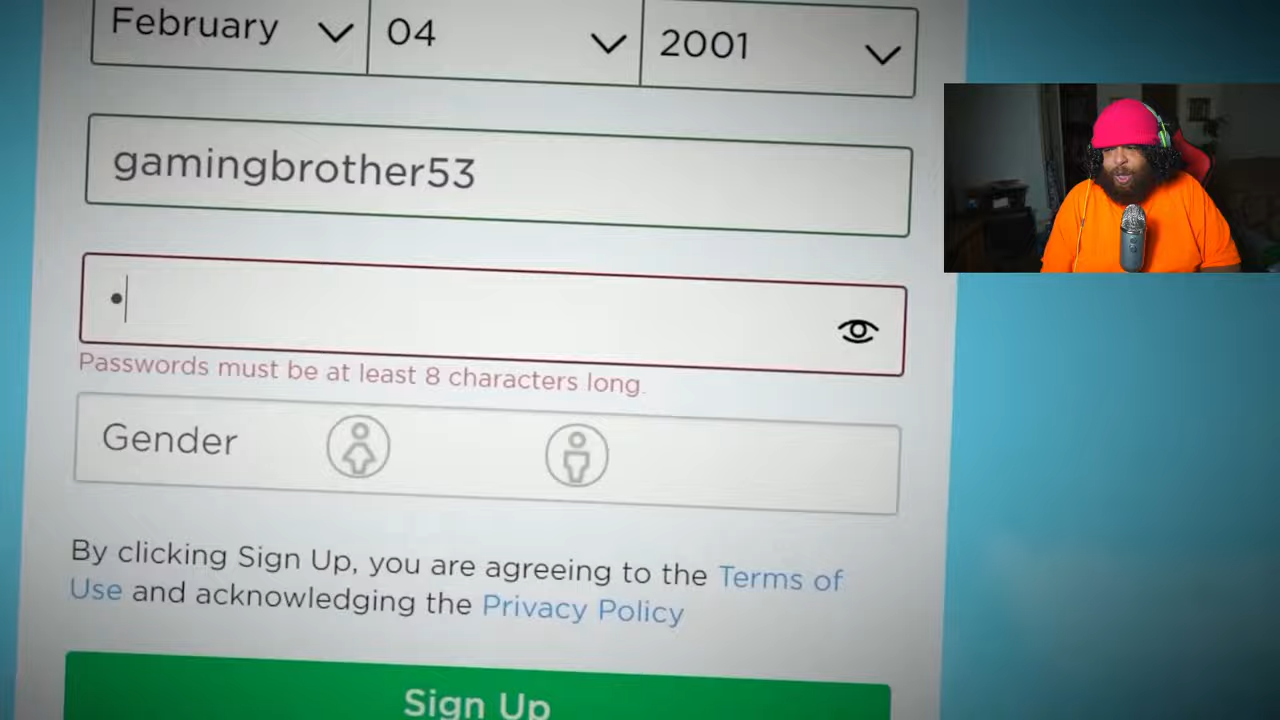 February 04 2001
gamingbrother53
Passwords must be at least 8 characters long.
Gender
By clicking Sign Up, you are agreeing to the Terms of
Use and acknowledging the Privacy Policy
Sign Up